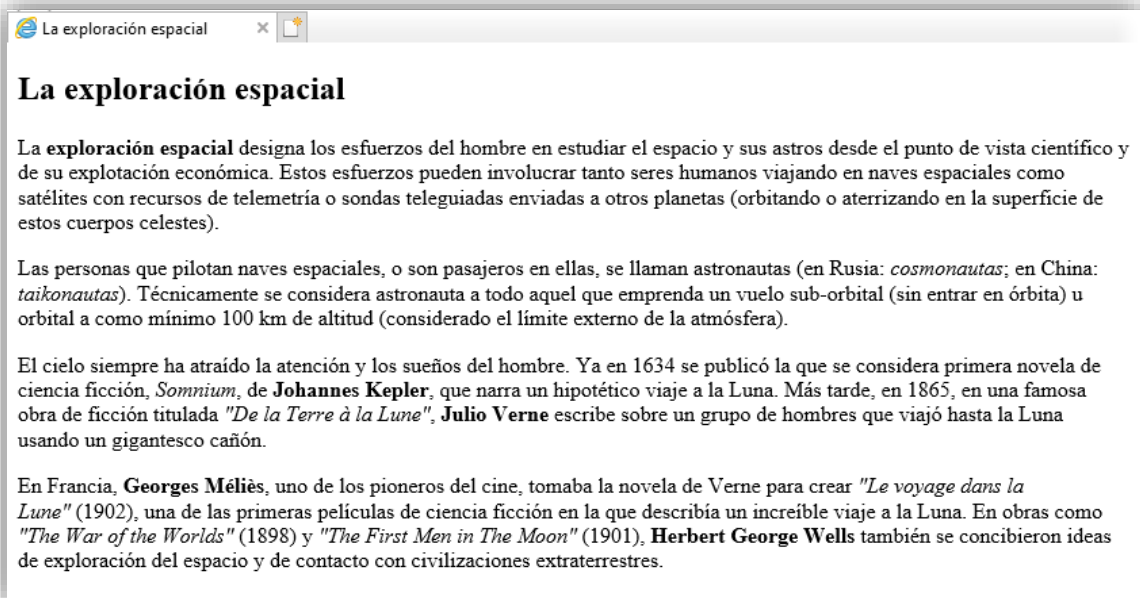 La exploración espacial
La exploración espacial
La exploración espacial designa los esfuerzos del hombre en estudiar el espacio y sus astros desde el punto de vista científico y
de su explotación económica. Estos esfuerzos pueden involucrar tanto seres humanos viajando en naves espaciales como
satélites con recursos de telemetría o sondas teleguiadas enviadas a otros planetas (orbitando o aterrizando en la superficie de
estos cuerpos celestes).
Las personas que pilotan naves espaciales, o son pasajeros en ellas, se llaman astronautas (en Rusia: cosmonautas; en China:
taikonautas). Técnicamente se considera astronauta a todo aquel que emprenda un vuelo sub-orbital (sin entrar en órbita) u
orbital a como mínimo 100 km de altitud (considerado el límite externo de la atmósfera).
El cielo siempre ha atraído la atención y los sueños del hombre. Ya en 1634 se publicó la que se considera primera novela de
ciencia ficción, Somnium, de Johannes Kepler, que narra un hipotético viaje a la Luna. Más tarde, en 1865, en una famosa
obra de ficción titulada "De la Terre à la Lune", Julio Verne escribe sobre un grupo de hombres que viajó hasta la Luna
usando un gigantesco cañón.
En Francia, Georges Méliès, uno de los pioneros del cine, tomaba la novela de Verne para crear "Le voyage dans la
Lune" (1902), una de las primeras películas de ciencia ficción en la que describía un increíble viaje a la Luna. En obras como
"The War of the Worlds" (1898) y "The First Men in The Moon" (1901), Herbert George Wells también se concibieron ideas
de exploración del espacio y de contacto con civilizaciones extraterrestres.